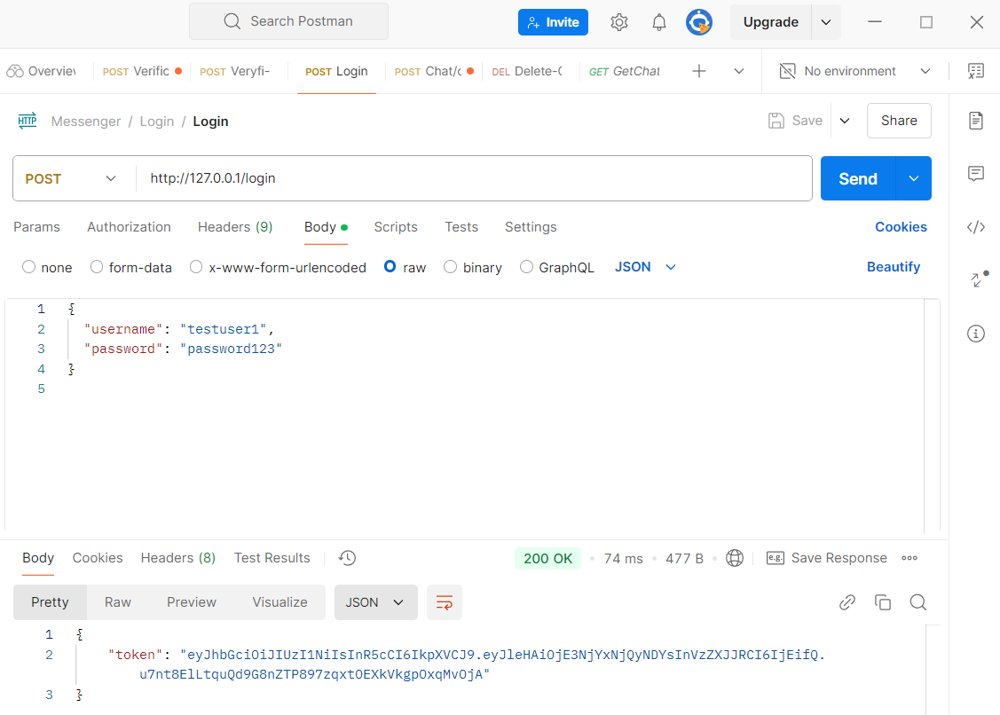 Search Postman
Invite
Upgrade
Overview
POST Verific
POST Veryfi-
POST Login
POST Chat/c
DEL Delete-C
GET GetChat
No environment
HTTP
Messenger / Login / Login
Save
Share
POST
http://127.0.0.1/login
Send
Params
Authorization
Headers (9)
Body
Scripts
Tests
Settings
Cookies
none
form-data
x-www-form-urlencoded
raw
binary
GraphQL
JSON
Beautify
1 {
2 "username": "testuser1",
3 "password": "password123"
4 }
5
Body
Cookies
Headers (8)
Test Results
200 OK
74 ms
477 B
e.g.
Save Response
Pretty
Raw
Preview
Visualize
JSON
1 {
2 "token": "eyJhbGciOiJIUzI1NiIsInR5cCI6IkpXVCJ9.eyJleHAiOjE3NjYxNjQyNDYsInVzZXJJRCI6IjEifQ.
u7nt8ElLtquQd9G8nZTP897zqxtOEXkVkgpOxqMvOjA"
3 }